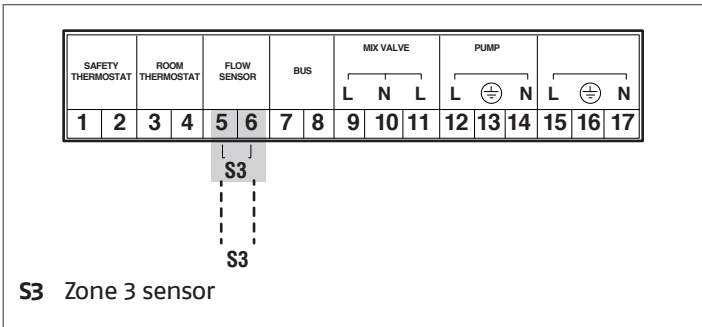 SAFETY THERMOSTAT ROOM THERMOSTAT FLOW SENSOR BUS MIX VALVE PUMP
L N L L N L N
1 2 3 4 5 6 7 8 9 10 11 12 13 14 15 16 17
S3
S3
S3 Zone 3 sensor